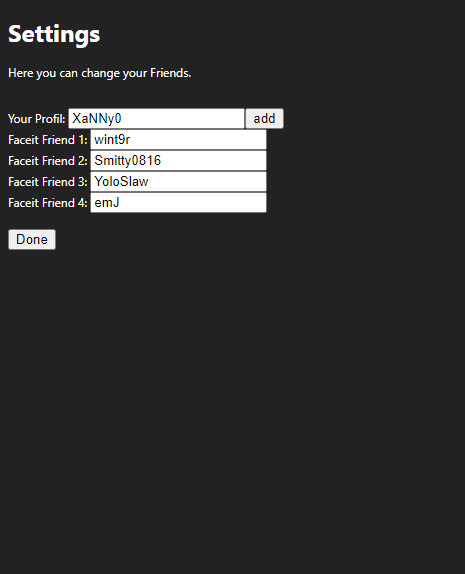 Settings
Here you can change your Friends.
Your Profil: XaNNy0 add
Faceit Friend 1: wint9r
Faceit Friend 2: Smitty0816
Faceit Friend 3: YoloSlaw
Faceit Friend 4: emJ
Done